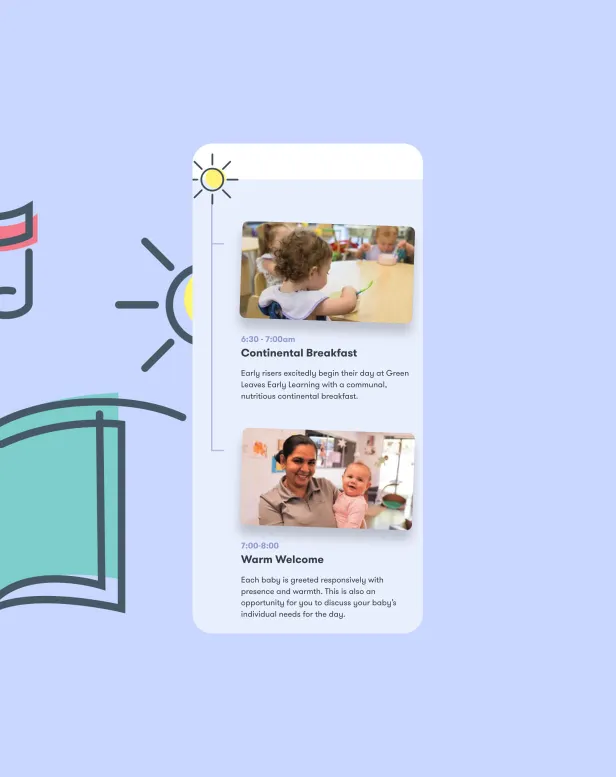 6:30 - 7:00am
Continental Breakfast
Early risers excitedly begin their day at Green
Leaves Early Learning with a communal,
nutritious continental breakfast.
7:00-8:00
Warm Welcome
Each baby is greeted responsively with
presence and warmth. This is also an
opportunity for you to discuss your baby's
individual needs for the day.